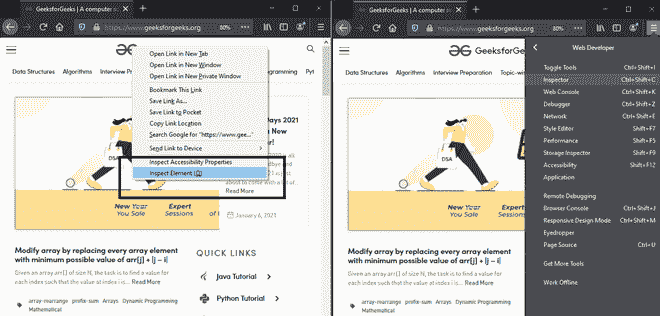 GeeksforGeeks | A computer s
https://www.geeksforgeeks.org
80%
Data Structures Algorithms Interview Pre
gramming Pyt
Open Link in New Tab
Open Link in New Window
Open Link in New Private Window
Bookmark This Link
Save Link As...
Save Link to Pocket
Copy Link Location
Search Google for "https://www.gee..."
Send Link to Device
Inspect Accessibility Properties
Inspect Element (Q)
Days 2021
New
DSA
about to come with a lot of
Read More
New Year
You Safe
Expert
Sessions
January 6, 2021
Modify array by replacing every array element
with minimum possible value of arr[j] + |j – i|
Given an array arr[] of size N, the task is to find a value for
each index such that the value at index i is... Read More
array-rearrange prefix-sum Arrays Dynamic Programming
Mathematical
QUICK LINKS
Java Tutorial
Python Tutorial
GeeksforGeeks | A computer sc
https://www.geeksforgeeks.org
80%
GeeksforGe
Data Structures Algorithms Interview Preparation Topic-wi
DSA
New Year
You Safe
Expert
Sessions
Modify array by replacing every array element
with minimum possible value of arr[j] + |j – i|
Given an array arr[] of size N, the task is to find a value for
each index such that the value at index i is... Read More
array-rearrange prefix-sum Arrays Dynamic Programming
Mathematical
Web Developer
Toggle Tools Ctrl+Shift+I
Inspector Ctrl+Shift+C
Web Console Ctrl+Shift+K
Debugger Ctrl+Shift+Z
Network Ctrl+Shift+E
Style Editor Shift+F7
Performance Shift+F5
Storage Inspector Shift+F9
Accessibility Shift+F12
Application
Remote Debugging
Browser Console Ctrl+Shift+J
Responsive Design Mode Ctrl+Shift+M
Eyedropper
Page Source Ctrl+U
Get More Tools
Work Offline